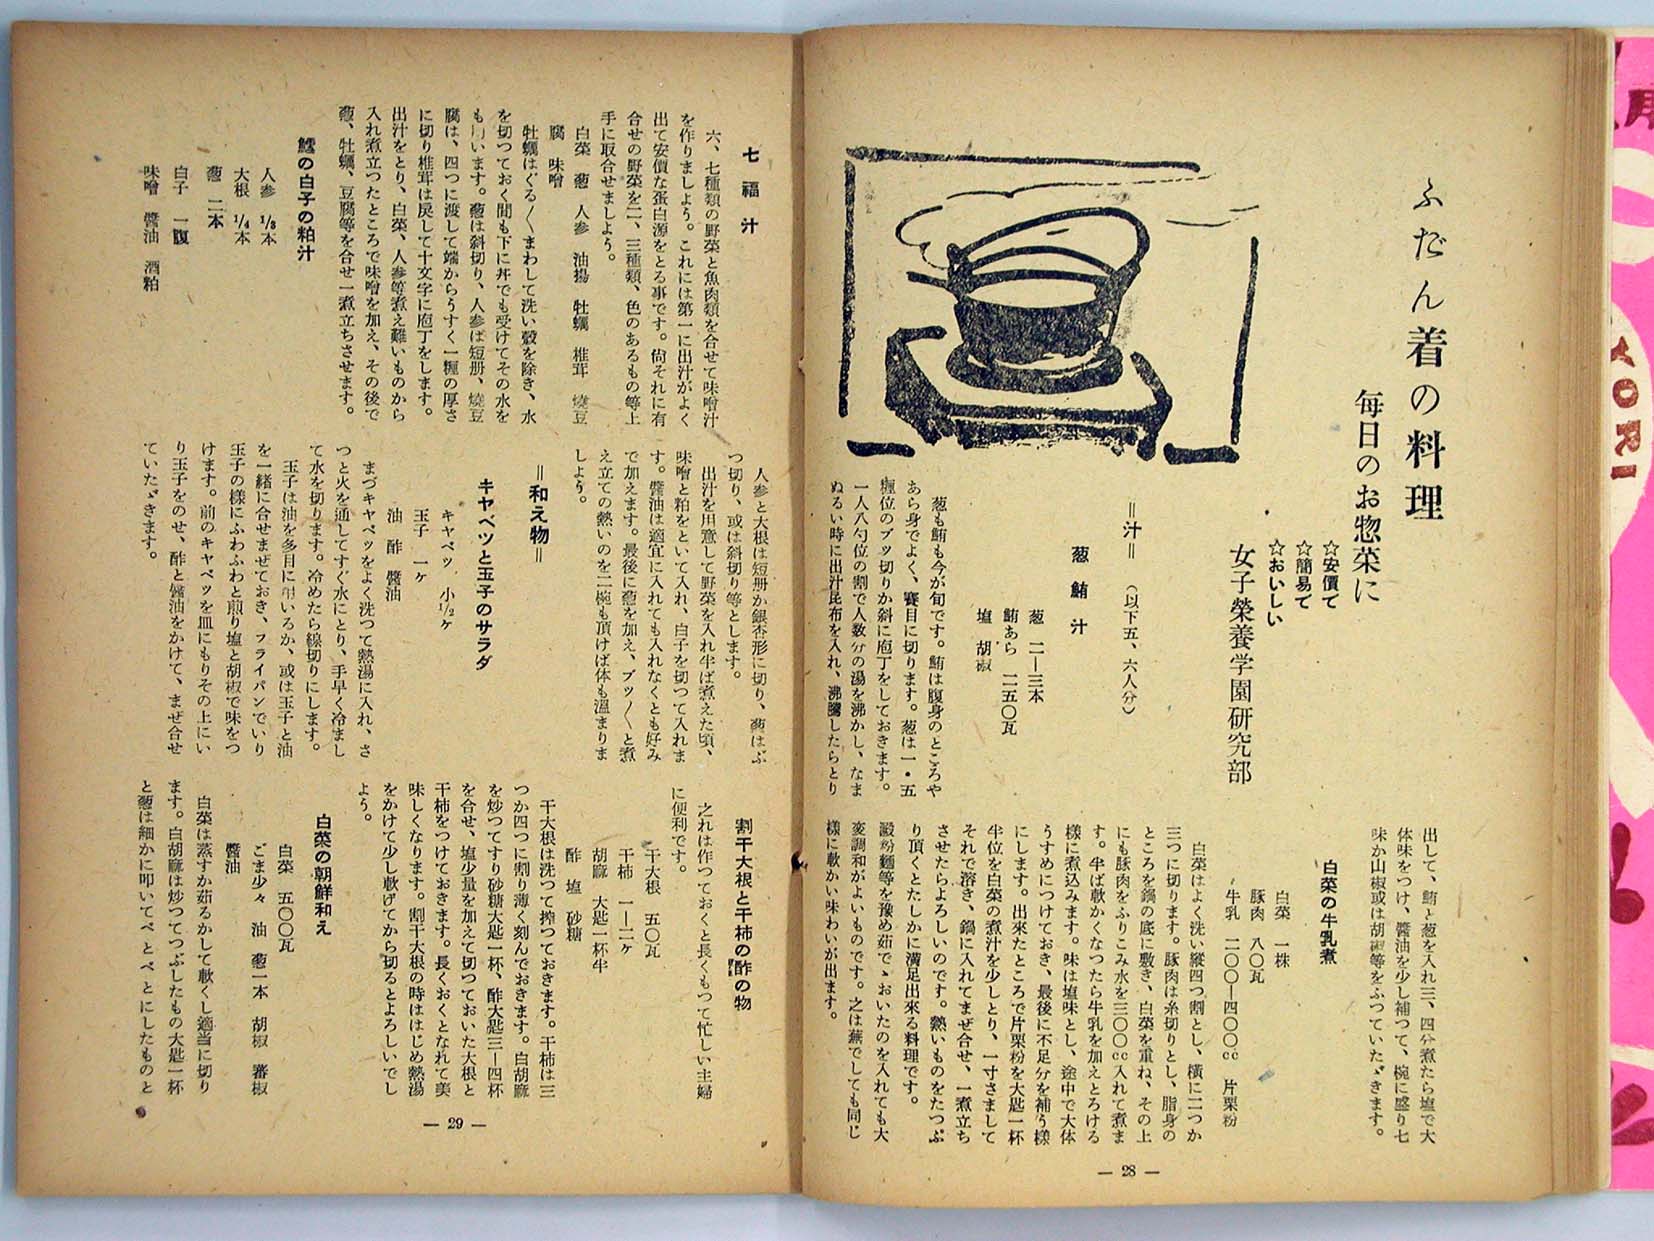 ふだん着の料理
毎日のお惣菜に
☆安價で
☆簡易で
☆おいしい
女子榮養学園研究部
＝汁＝　（以下五、六人分）
葱鮪汁
葱　二―三本
鮪あら　二五〇瓦
塩　胡椒
葱も鮪も今が旬です。鮪は腹身のところや
あら身でよく、賽目に切ります。葱は一・五
糎位のブツ切りか斜に庖丁をしておきます。
一人八勺位の割で人数分の湯を沸かし、なま
ぬるい時に出汁昆布を入れ、沸騰したらとり
出して、鮪と葱を入れ三、四分煮たら塩で大
体味をつけ、醬油を少し補つて、椀に盛り七
味か山椒或は胡椒等をふつていたゞきます。
白菜の牛乳煮
白菜　一株
豚肉　八〇瓦
牛乳　二〇〇―四〇〇cc　片栗粉
白菜はよく洗い縦四つ割とし、横に二つか
三つに切ります。豚肉は糸切りとし、脂身の
ところを鍋の底に敷き、白菜を重ね、その上
にも豚肉をふりこみ水を三〇〇cc入れて煮ま
す。半ば軟かくなつたら牛乳を加えとろける
様に煮込みます。味は塩味とし、途中で大体
うすめにつけておき、最後に不足分を補う様
にします。出来たところで片栗粉を大匙一杯
半位を白菜の煮汁を少しとり、一寸さまして
それで溶き、鍋に入れてまぜ合せ、一煮立ち
させたらよろしいのです。熱いものをたつぷ
り頂くとたしかに満足出來る料理です。
澱粉麺等を豫め茹でゝおいたのを入れても大
変調和がよいものです。之は蕪でしても同じ
様に軟かい味わいが出ます。
― 28 ―
七福汁
六、七種類の野菜と魚肉類を合せて味噌汁
を作りましよう。これには第一に出汁がよく
出て安價な蛋白源をとる事です。尙それに有
合せの野菜を二、三種類、色のあるもの等上
手に取合せましよう。
白菜　葱　人参　油揚　牡蠣　椎茸　燒豆
腐　味噌
牡蠣はぐる〱まわして洗い殻を除き、水
を切つておく間も下に丼でも受けてその水を
も用います。葱は斜切り、人参は短册、燒豆
腐は、四つに渡して端からうすく一糎の厚さ
に切り椎茸は戾して十文字に庖丁をします。
出汁をとり、白菜、人参等煮え難いものから
入れ煮立つたところで味噌を加え、その後で
葱、牡蠣、豆腐等を合せ一煮立ちさせます。
鱈の白子の粕汁
人参　1/3本
大根　1/4本
葱　二本
白子　一腹
味噌　醬油　酒粕
人参と大根は短册か銀杏形に切り、葱はぶ
つ切り、或は斜切り等とします。
出汁を用意して野菜を入れ半ば煮えた頃、
味噌と粕をといて入れ、白子を切つて入れま
す。醬油は適宜に入れても入れなくとも好み
で加えます。最後に葱を加え、ブツ〱と煮
え立ての熱いのを二椀も頂けば体も溫まりま
しよう。
＝和え物＝
キヤベツと玉子のサラダ
キヤベツ　小1/2ケ
玉子　一ケ
油　酢　醬油
まづキヤベツをよく洗つて熱湯に入れ、さ
つと火を通してすぐ水にとり、手早く冷まし
て水を切ります。冷めたら線切りにします。
玉子は油を多目に用いるか、或は玉子と油
を一緒に合せまぜておき、フライパンでいり
玉子の様にふわふわと煎り塩と胡椒で味をつ
けます。前のキヤベツを皿にもりその上にい
り玉子をのせ、酢と醬油をかけて、まぜ合せ
ていたゞきます。
割干大根と干柿の酢の物
之れは作つておくと長くもつて忙しい主婦
に便利です。
干大根　五〇瓦
干柿　一―二ケ
胡麻　大匙一杯半
酢　塩　砂糖
干大根は洗つて搾つておきます。干柿は三
つか四つに割り薄く刻んでおきます。白胡麻
を炒つてすり砂糖大匙一杯、酢大匙三―四杯
を合せ、塩少量を加えて切つておいた大根と
干柿をつけておきます。長くおくとなれて美
味しくなります。割干大根の時ははじめ熱湯
をかけて少し軟げてから切るとよろしいでし
よう。
白菜の朝鮮和え
白菜　五〇〇瓦
ごま少々　油　葱一本　胡椒　蕃椒
醬油
白菜は蒸すか茹るかして軟くし適当に切り
ます。白胡麻は炒つてつぶしたもの大匙一杯
と葱は細かに叩いてべとべとにしたものと
― 29 ―
TORI